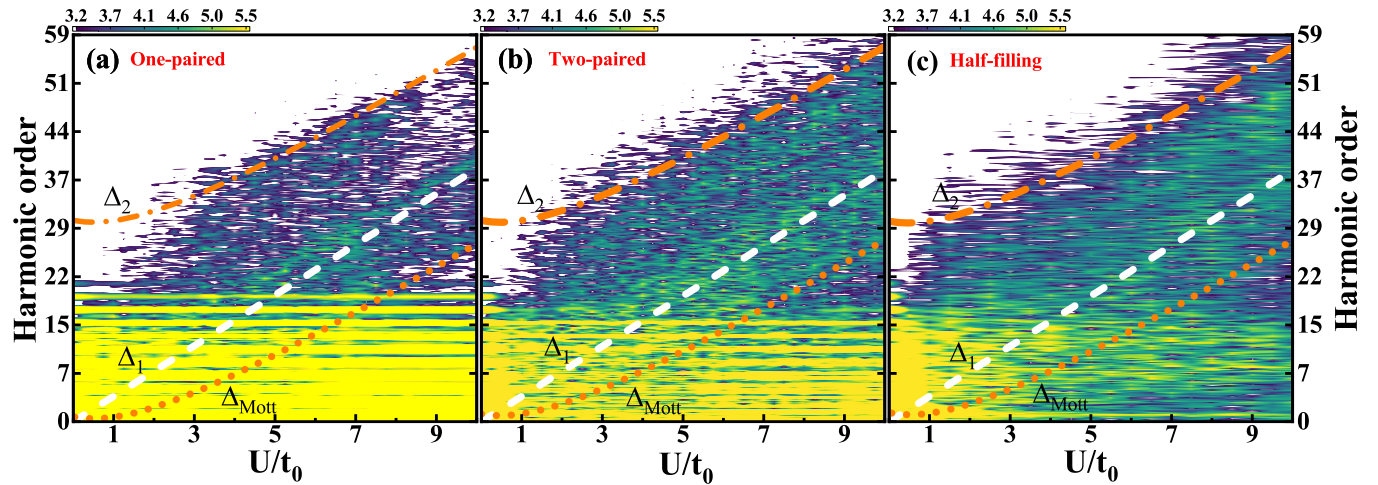 3.2 3.7 4.1 4.6 5.0 5.5
3.2 3.7 4.1 4.6 5.0 5.5
3.2 3.7 4.1 4.6 5.0 5.5
Harmonic order
59
51
44
37
29
22
15
7
0
(a) One-paired
Δ2
Δ1
ΔMott
1 3 5 7 9
U/t0
(b) Two-paired
Δ2
Δ1
ΔMott
1 3 5 7 9
U/t0
(c) Half-filling
Δ2
Δ1
ΔMott
1 3 5 7 9
U/t0
59
51
44
37
29
22
15
7
0
Harmonic order